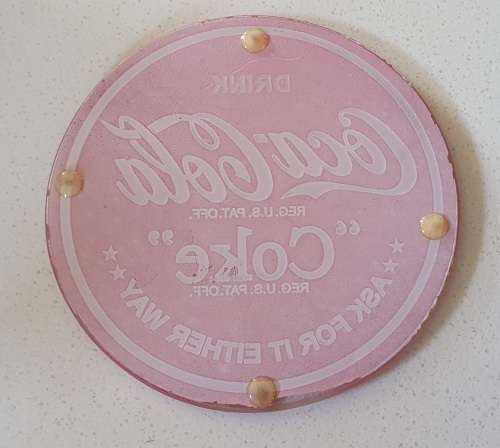 DRINK
Coca-Cola
REG. U.S. PAT. OFF.
"Coke"
REG. U.S. PAT. OFF.
★★ ASK FOR IT EITHER WAY ★★